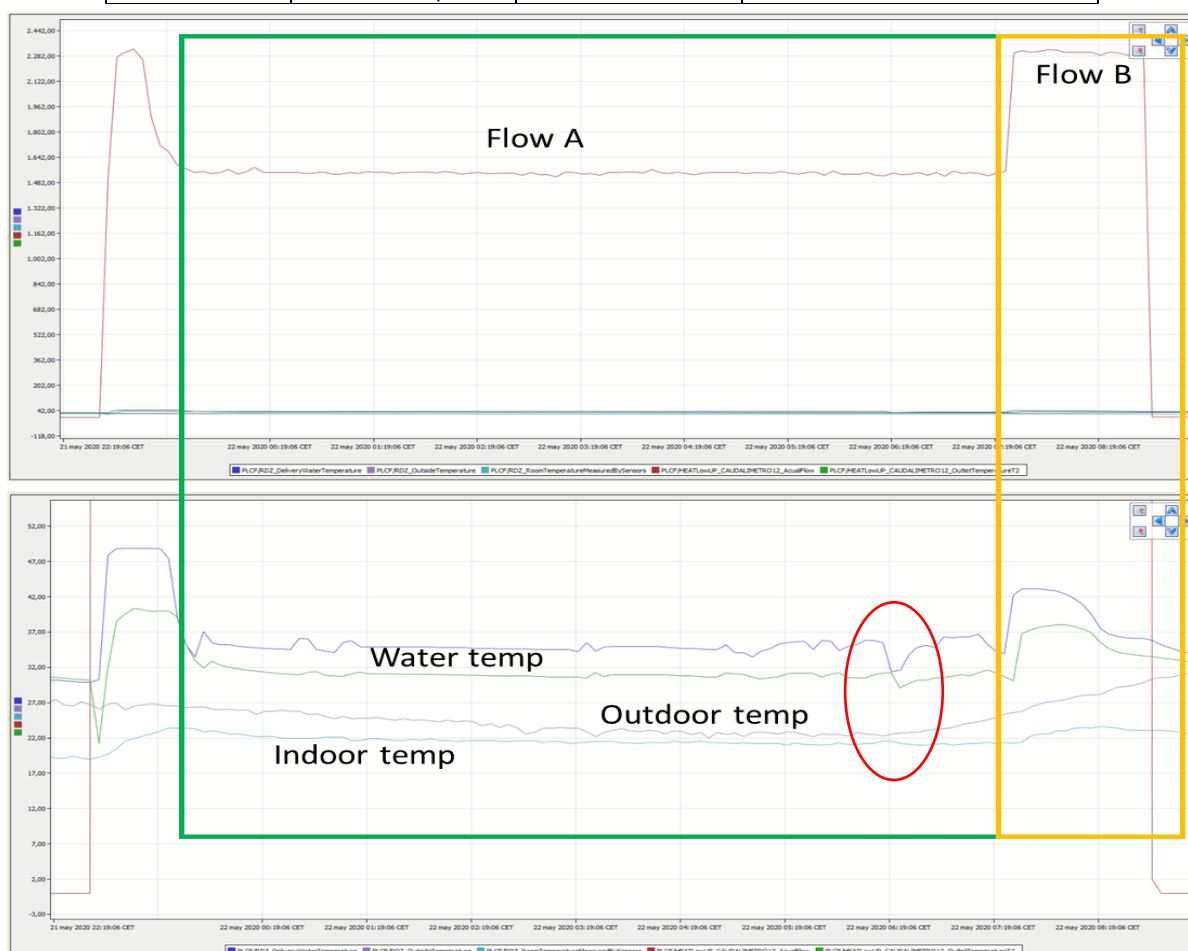 2.442,00
2.282,00
2.122,00
1.962,00
1.802,00
1.642,00
1.482,00
1.322,00
1.162,00
1.002,00
842,00
682,00
522,00
362,00
202,00
42,00
-118,00
Flow A
Flow B
21 may 2020 22:19:06 CET
22 may 2020 00:19:06 CET
22 may 2020 01:19:06 CET
22 may 2020 02:19:06 CET
22 may 2020 03:19:06 CET
22 may 2020 04:19:06 CET
22 may 2020 05:19:06 CET
22 may 2020 06:19:06 CET
22 may 2020 :19:06 CET
22 may 2020 08:19:06 CET
PLCF/RDZ_DeliveryWaterTemperature
PLCF/RDZ_OutsideTemperature
PLCF/RDZ_RoomTemperatureMeasuredBySensors
PLCF/HEATLowUP_CAUDALIMETRO12_AcualFlow
PLCF/HEATLowUP_CAUDALIMETRO12_OutletTemperatureT2
52,00
47,00
42,00
37,00
32,00
27,00
22,00
17,00
12,00
7,00
2,00
-3,00
Water temp
Outdoor temp
Indoor temp
21 may 2020 22:19:06 CET
22 may 2020 00:19:06 CET
22 may 2020 01:19:06 CET
22 may 2020 02:19:06 CET
22 may 2020 03:19:06 CET
22 may 2020 04:19:06 CET
22 may 2020 05:19:06 CET
22 may 2020 06:19:06 CET
22 may 2020 07:19:06 CET
22 may 2020 08:19:06 CET